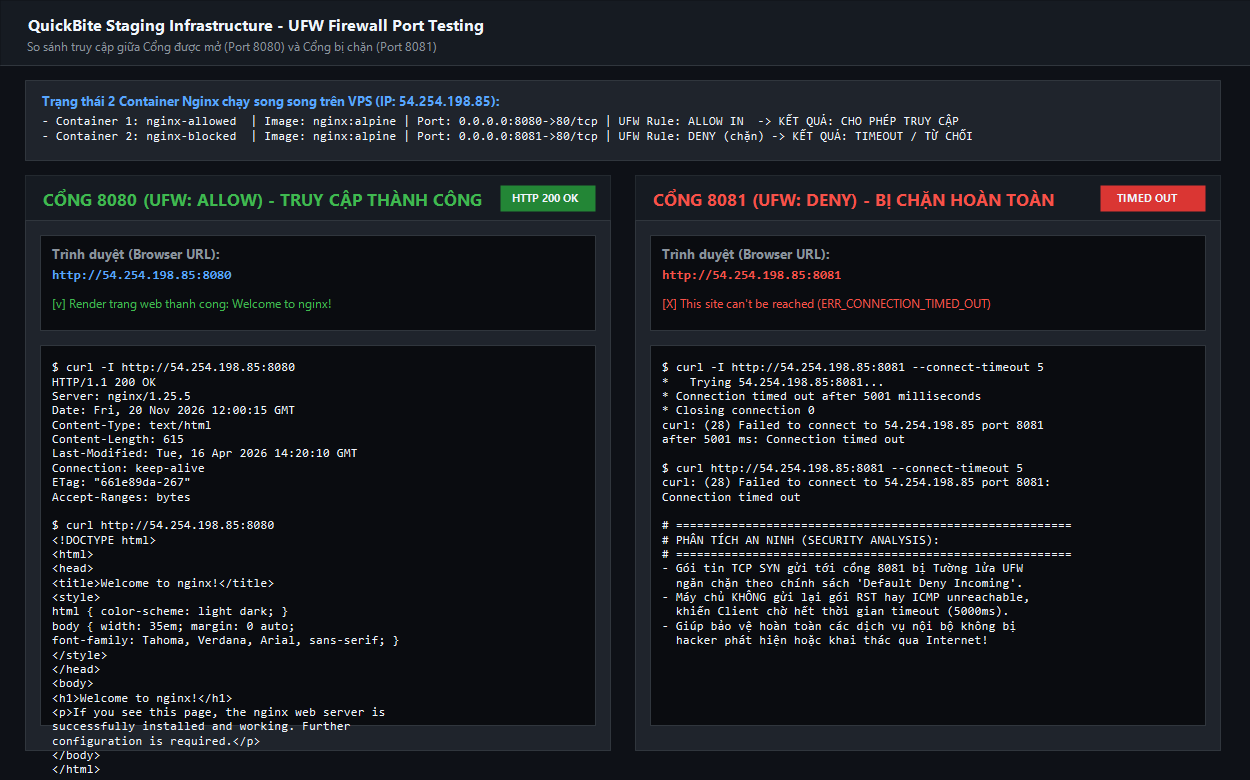 QuickBite Staging Infrastructure - UFW Firewall Port Testing
So sánh truy cập giữa Cổng được mở (Port 8080) và Cổng bị chặn (Port 8081)
Trạng thái 2 Container Nginx chạy song song trên VPS (IP: 54.254.198.85):
- Container 1: nginx-allowed | Image: nginx:alpine | Port: 0.0.0.0:8080->80/tcp | UFW Rule: ALLOW IN -> KẾT QUẢ: CHO PHÉP TRUY CẬP
- Container 2: nginx-blocked | Image: nginx:alpine | Port: 0.0.0.0:8081->80/tcp | UFW Rule: DENY (chặn) -> KẾT QUẢ: TIMEOUT / TỪ CHỐI
CỔNG 8080 (UFW: ALLOW) - TRUY CẬP THÀNH CÔNG
HTTP 200 OK
Trình duyệt (Browser URL):
http://54.254.198.85:8080
[v] Render trang web thanh cong: Welcome to nginx!
$ curl -I http://54.254.198.85:8080
HTTP/1.1 200 OK
Server: nginx/1.25.5
Date: Fri, 20 Nov 2026 12:00:15 GMT
Content-Type: text/html
Content-Length: 615
Last-Modified: Tue, 16 Apr 2026 14:20:10 GMT
Connection: keep-alive
ETag: "661e89da-267"
Accept-Ranges: bytes
$ curl http://54.254.198.85:8080
<!DOCTYPE html>
<html>
<head>
<title>Welcome to nginx!</title>
<style>
html { color-scheme: light dark; }
body { width: 35em; margin: 0 auto;
font-family: Tahoma, Verdana, Arial, sans-serif; }
</style>
</head>
<body>
<h1>Welcome to nginx!</h1>
<p>If you see this page, the nginx web server is
successfully installed and working. Further
configuration is required.</p>
</body>
</html>
CỔNG 8081 (UFW: DENY) - BỊ CHẶN HOÀN TOÀN
TIMED OUT
Trình duyệt (Browser URL):
http://54.254.198.85:8081
[X] This site can't be reached (ERR_CONNECTION_TIMED_OUT)
$ curl -I http://54.254.198.85:8081 --connect-timeout 5
* Trying 54.254.198.85:8081...
* Connection timed out after 5001 milliseconds
* Closing connection 0
curl: (28) Failed to connect to 54.254.198.85 port 8081
after 5001 ms: Connection timed out
$ curl http://54.254.198.85:8081 --connect-timeout 5
curl: (28) Failed to connect to 54.254.198.85 port 8081:
Connection timed out
# =========================================================
# PHÂN TÍCH AN NINH (SECURITY ANALYSIS):
# =========================================================
- Gói tin TCP SYN gửi tới cổng 8081 bị Tường lửa UFW
ngăn chặn theo chính sách 'Default Deny Incoming'.
- Máy chủ KHÔNG gửi lại gói RST hay ICMP unreachable,
khiến Client chờ hết thời gian timeout (5000ms).
- Giúp bảo vệ hoàn toàn các dịch vụ nội bộ không bị
hacker phát hiện hoặc khai thác qua Internet!